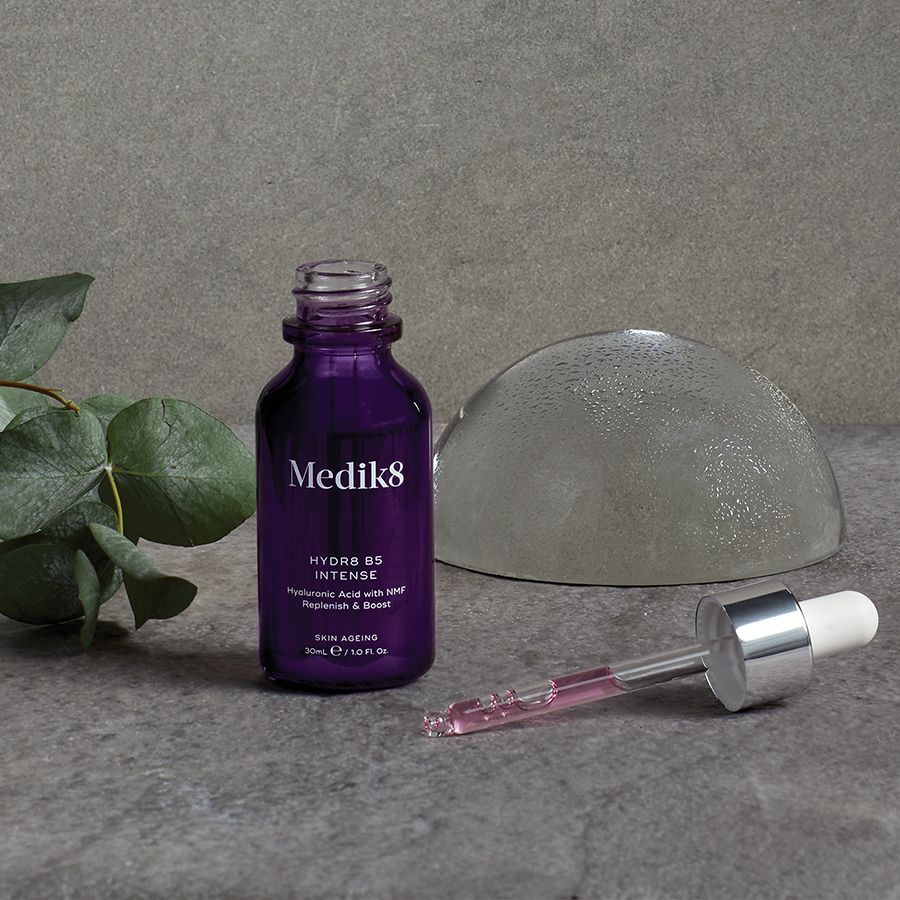 Medik8
HYDR8 B5
INTENSE
Hyaluronic Acid with NMF
Replenish & Boost
SKIN AGEING
30mL ℮ / 1.0 Fl. Oz.